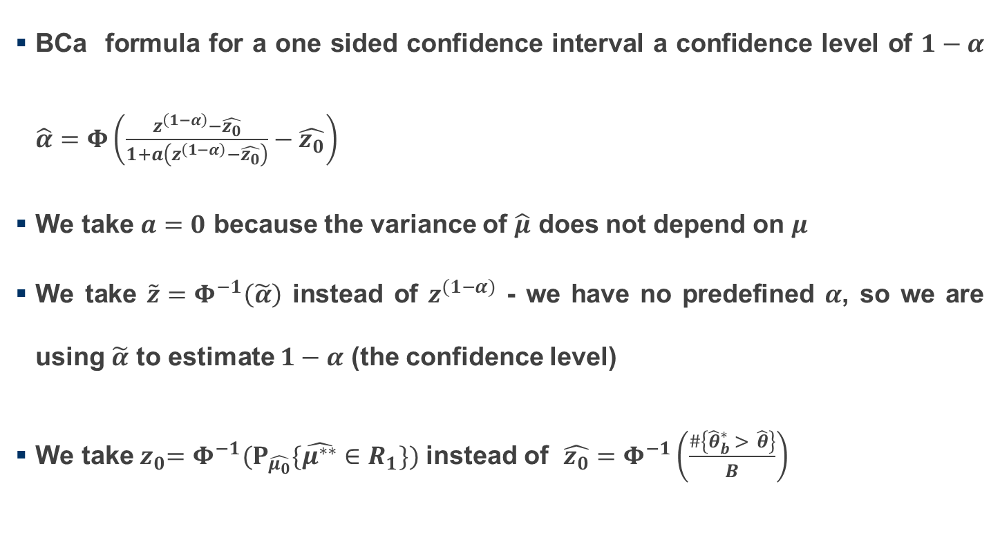 ▪ BCa formula for a one sided confidence interval a confidence level of $1 - \alpha$
$\widehat{\alpha} = \Phi\left(\frac{z^{(1-\alpha)}-\widehat{z_0}}{1+a\left(z^{(1-\alpha)}-\widehat{z_0}\right)} - \widehat{z_0}\right)$
▪ We take $a = 0$ because the variance of $\widehat{\mu}$ does not depend on $\mu$
▪ We take $\tilde{z} = \Phi^{-1}(\widetilde{\alpha})$ instead of $z^{(1-\alpha)}$ - we have no predefined $\alpha$, so we are
using $\widetilde{\alpha}$ to estimate $1 - \alpha$ (the confidence level)
▪ We take $z_0 = \Phi^{-1}(P_{\widehat{\mu_0}}\{\widehat{\mu^{**}} \in R_1\})$ instead of $\widehat{z_0} = \Phi^{-1}\left(\frac{\#\{\widehat{\theta}_b^* > \widehat{\theta}\}}{B}\right)$